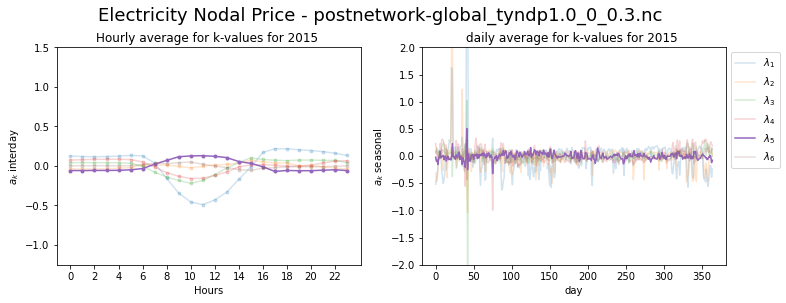 Electricity Nodal Price - postnetwork-global_tyndp1.0_0_0.3.nc
Hourly average for k-values for 2015
a_k interday
1.5
1.0
0.5
0.0
−0.5
−1.0
0 2 4 6 8 10 12 14 16 18 20 22
Hours
daily average for k-values for 2015
a_k seasonal
2.0
1.5
1.0
0.5
0.0
−0.5
−1.0
−1.5
−2.0
0 50 100 150 200 250 300 350
day
λ1
λ2
λ3
λ4
λ5
λ6